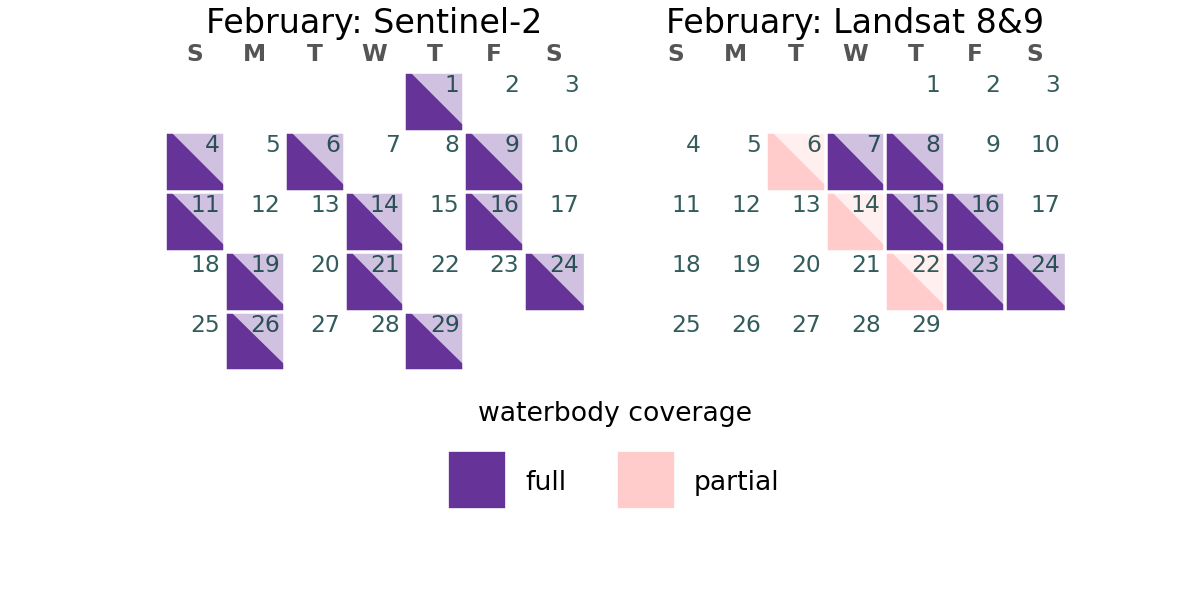 February: Sentinel-2
S M T W T F S
1 2 3
4 5 6 7 8 9 10
11 12 13 14 15 16 17
18 19 20 21 22 23 24
25 26 27 28 29
February: Landsat 8&9
S M T W T F S
1 2 3
4 5 6 7 8 9 10
11 12 13 14 15 16 17
18 19 20 21 22 23 24
25 26 27 28 29
waterbody coverage
full partial